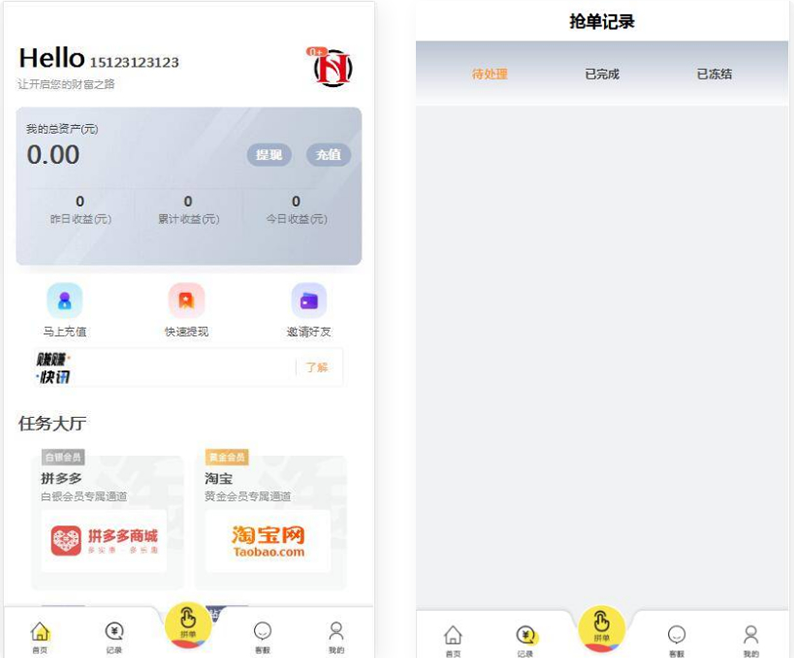 Hello 15123123123
让开启您的财富之路
0+
我的总资产(元)
0.00
提现
充值
0
0
0
昨日收益(元)
累计收益(元)
今日收益(元)
马上充值
快速提现
邀请好友
赚赚
快讯
了解
任务大厅
白银会员
拼多多
白银会员专属通道
拼多多商城
黄金会员
淘宝
黄金会员专属通道
淘宝网
Taobao.com
首页
记录
拼单
客服
我的
抢单记录
待处理
已完成
已冻结
首页
记录
拼单
客服
我的